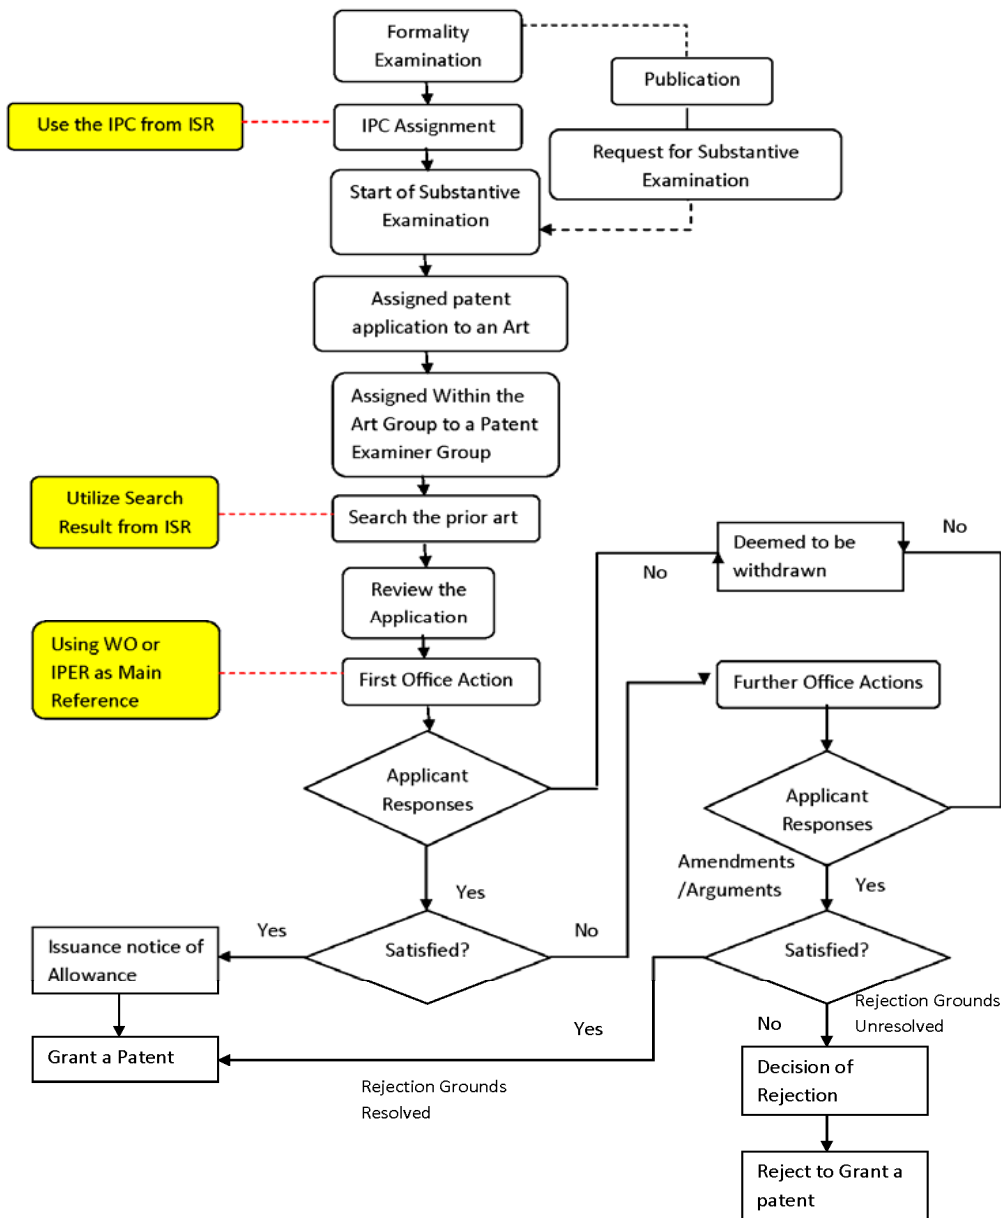 Formality
Examination
Publication
Use the IPC from ISR
IPC Assignment
Request for Substantive
Examination
Start of Substantive
Examination
Assigned patent
application to an Art
Assigned Within the
Art Group to a Patent
Examiner Group
Utilize Search
Result from ISR
Search the prior art
Deemed to be
withdrawn
No
No
Review the
Application
Using WO or
IPER as Main
Reference
First Office Action
Further Office Actions
Applicant
Responses
Applicant
Responses
Amendments
/Arguments
Yes
Yes
Issuance notice of
Allowance
Yes
Satisfied?
No
Satisfied?
Rejection Grounds
Unresolved
Yes
No
Grant a Patent
Rejection Grounds
Resolved
Decision of
Rejection
Reject to Grant a
patent